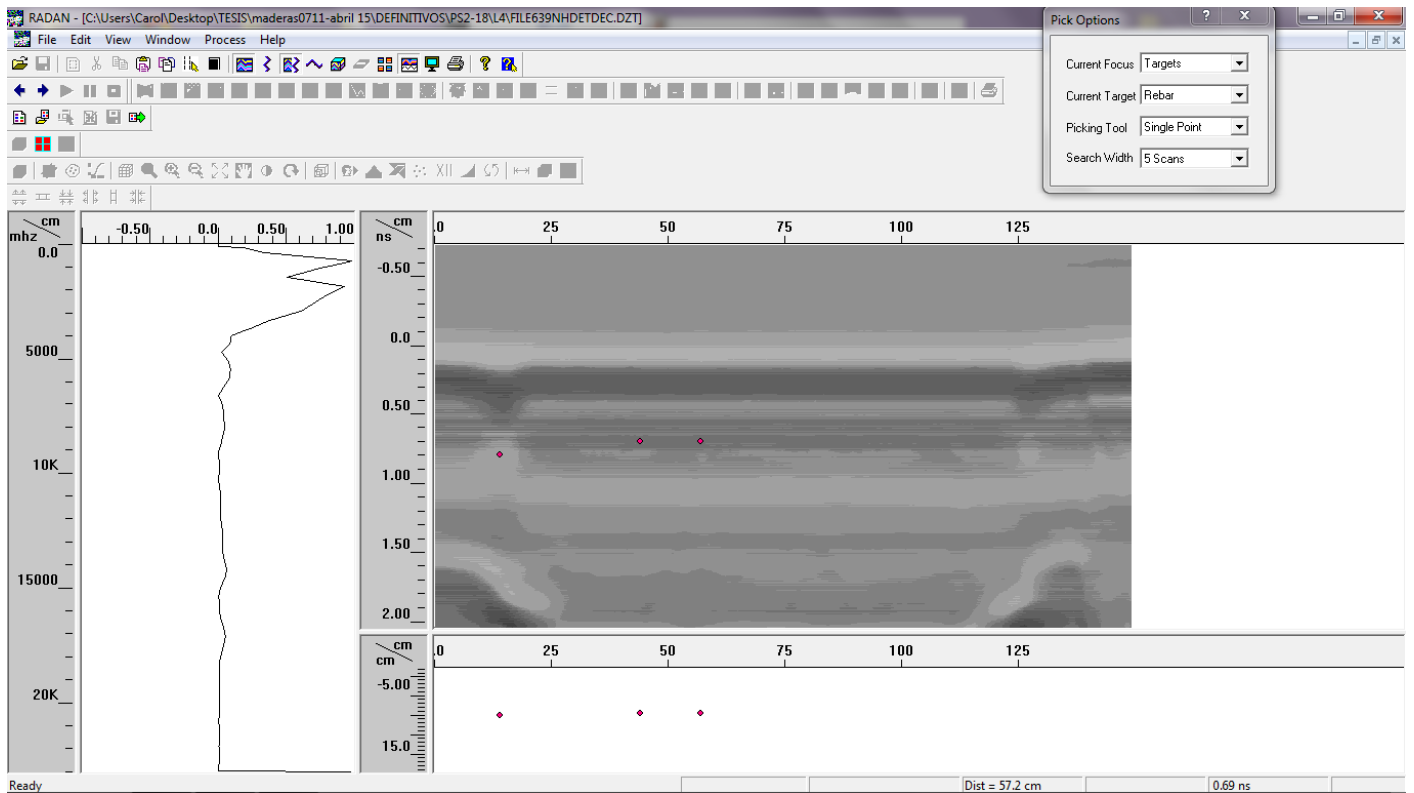 RADAN - [C:\Users\Carol\Desktop\TESIS\maderas0711-abril 15\DEFINITIVOS\PS2-18\L4\FILE639NHDETDEC.DZT]
File Edit View Window Process Help
Pick Options
Current Focus Targets
Current Target Rebar
Picking Tool Single Point
Search Width 5 Scans
XII
cm
mhz
-0.50 0.0 0.50 1.00
0.0
5000
10K
15000
20K
cm
ns
.0 25 50 75 100 125
-0.50
0.0
0.50
1.00
1.50
2.00
cm
cm
.0 25 50 75 100 125
-5.00
15.0
Ready Dist = 57.2 cm 0.69 ns